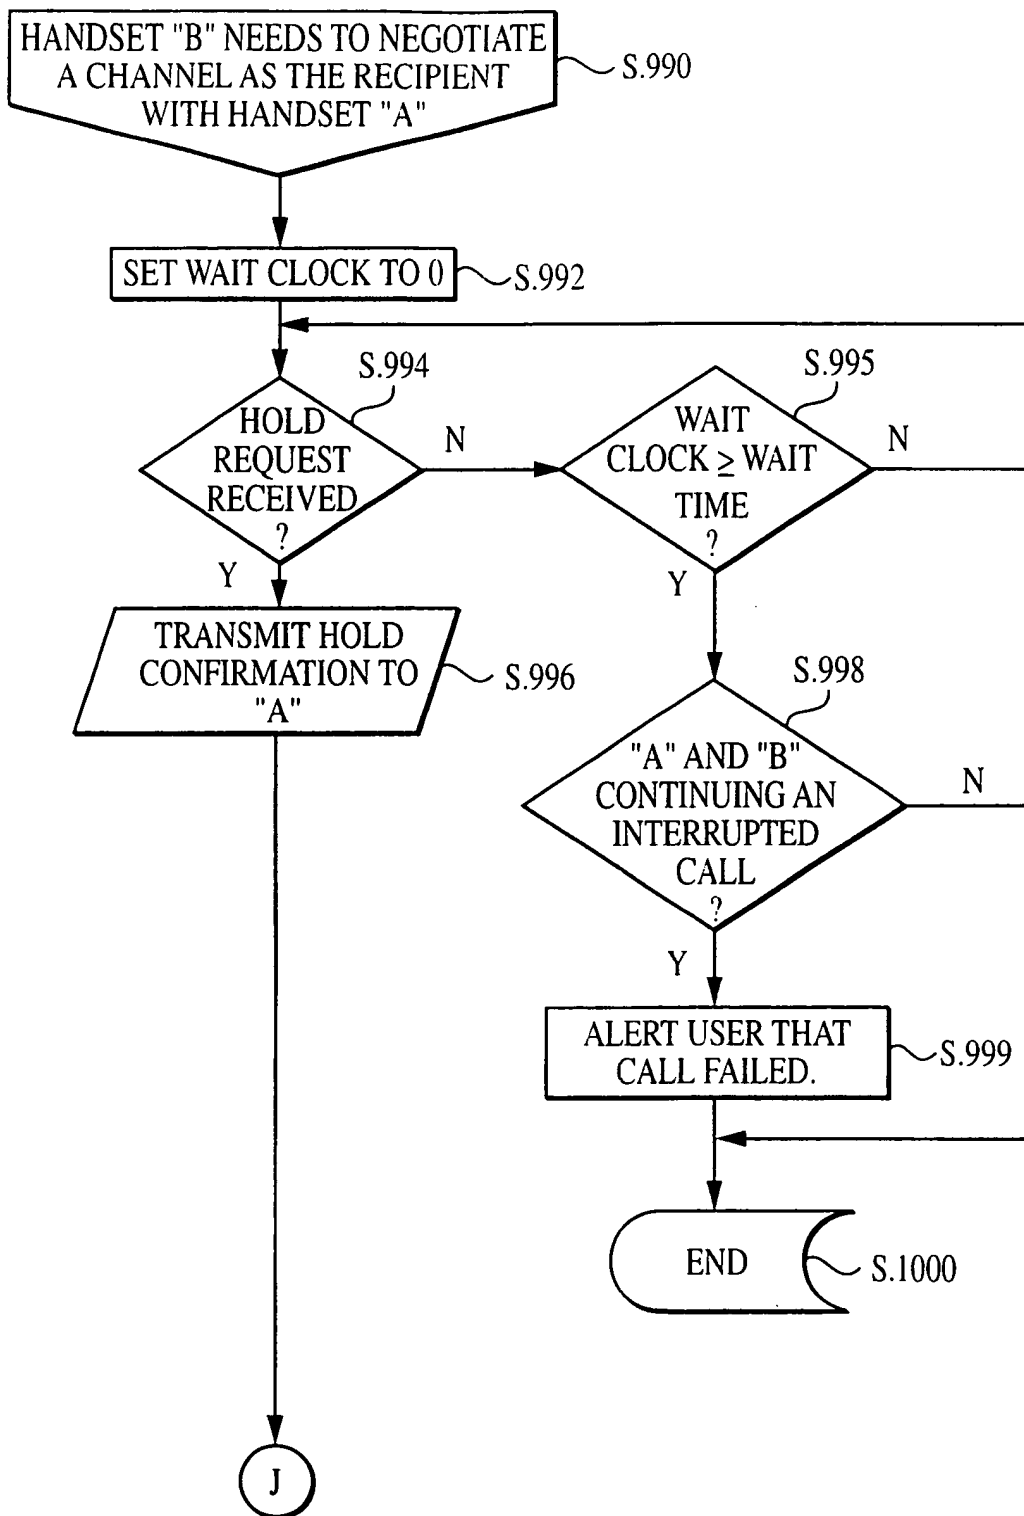 HANDSET "B" NEEDS TO NEGOTIATE
A CHANNEL AS THE RECIPIENT
WITH HANDSET "A"
S.990
SET WAIT CLOCK TO 0
S.992
S.994
HOLD
REQUEST
RECEIVED
?
N
Y
S.995
WAIT
CLOCK ≥ WAIT
TIME
?
N
Y
TRANSMIT HOLD
CONFIRMATION TO
"A"
S.996
S.998
"A" AND "B"
CONTINUING AN
INTERRUPTED
CALL
?
N
Y
ALERT USER THAT
CALL FAILED.
S.999
END
S.1000
J